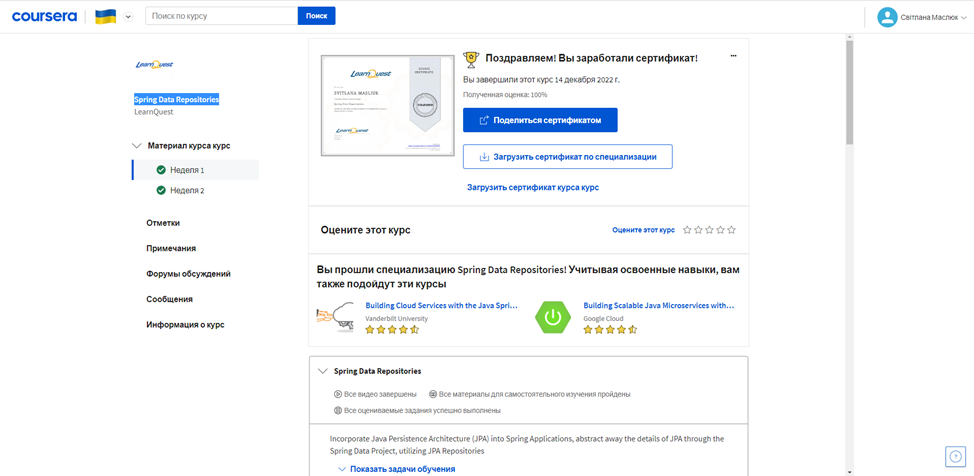 coursera
Поиск по курсу
Поиск
Світлана Маслюк
LearnQuest
Spring Data Repositories
LearnQuest
Материал курса курс
Неделя 1
Неделя 2
Отметки
Примечания
Форумы обсуждений
Сообщения
Информация о курс
LearnQuest
SVITLANA MASLIUK
LearnQuest
Поздравляем! Вы заработали сертификат!
Вы завершили этот курс 14 декабря 2022 г.
Полученная оценка: 100%
Поделиться сертификатом
Загрузить сертификат по специализации
Загрузить сертификат курса курс
Оцените этот курс
Оцените этот курс
Вы прошли специализацию Spring Data Repositories! Учитывая освоенные навыки, вам
также подойдут эти курсы
Building Cloud Services with the Java Spri...
Vanderbilt University
Building Scalable Java Microservices with...
Google Cloud
Spring Data Repositories
Все видео завершены
Все материалы для самостоятельного изучения пройдены
Все оцениваемые задания успешно выполнены
Incorporate Java Persistence Architecture (JPA) into Spring Applications, abstract away the details of JPA through the
Spring Data Project, utilizing JPA Repositories
Показать задачи обучения